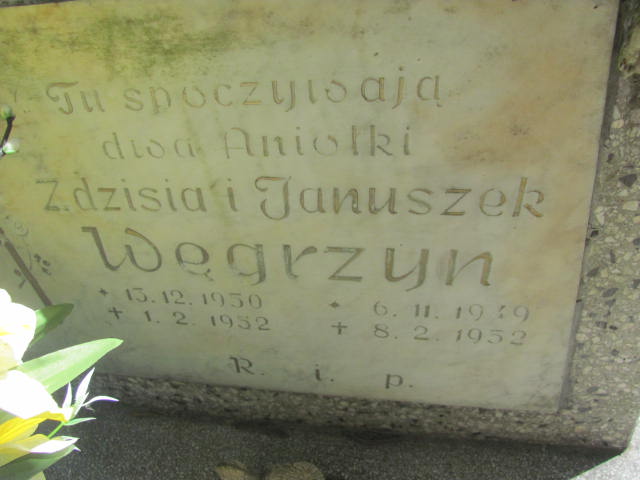 Tu spoczywają
dwa Aniołki
Zdzisia i Januszek
Węgrzyn
* 13.12.1950 * 6.11.1949
+ 1.2.1952 + 8.2.1952
R. i. p.